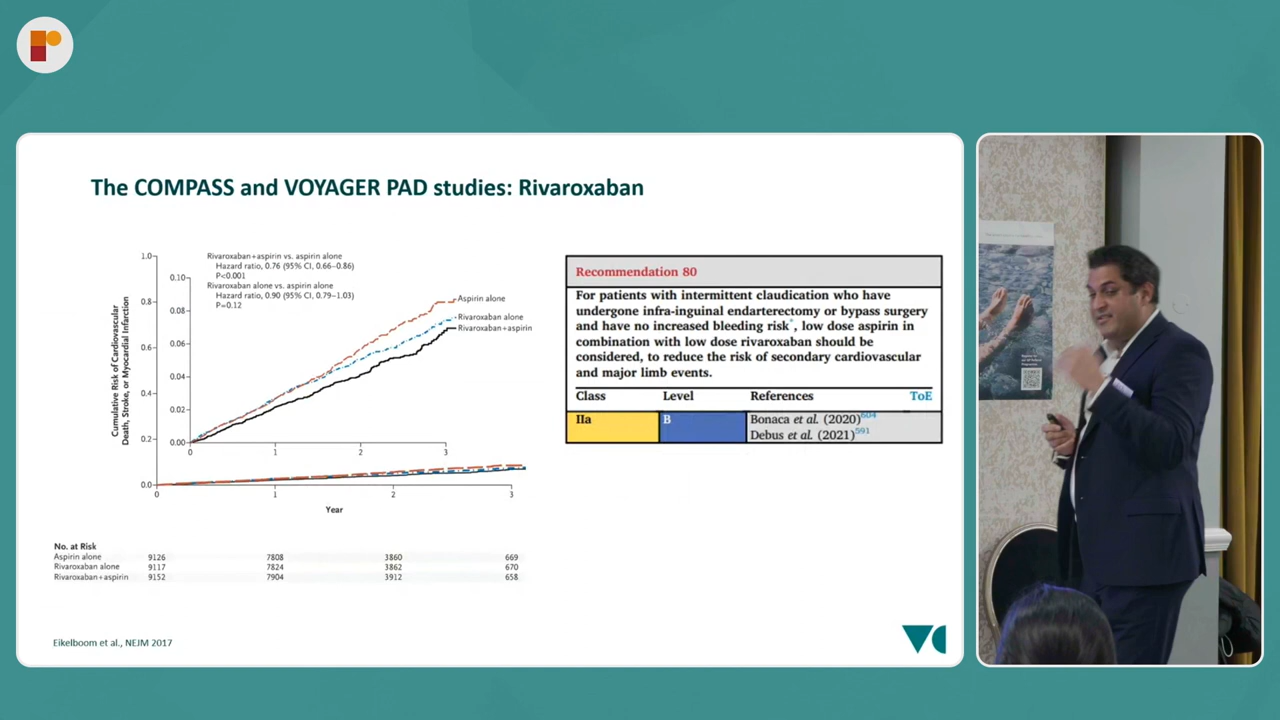 The COMPASS and VOYAGER PAD studies: Rivaroxaban
Rivaroxaban+aspirin vs. aspirin alone
Hazard ratio, 0.76 (95% CI, 0.66–0.86)
P<0.001
Rivaroxaban alone vs. aspirin alone
Hazard ratio, 0.90 (95% CI, 0.79–1.03)
P=0.12
Cumulative Risk of Cardiovascular
Death, Stroke, or Myocardial Infarction
1.0
0.8
0.6
0.4
0.2
0.0
0.10
0.08
0.06
0.04
0.02
0.00
0 1 2 3
Aspirin alone
Rivaroxaban alone
Rivaroxaban+aspirin
0 1 2 3
Year
No. at Risk
Aspirin alone 9126 7808 3860 669
Rivaroxaban alone 9117 7824 3862 670
Rivaroxaban+aspirin 9152 7904 3912 658
Eikelboom et al., NEJM 2017
Recommendation 80
For patients with intermittent claudication who have
undergone infra-inguinal endarterectomy or bypass surgery
and have no increased bleeding risk*, low dose aspirin in
combination with low dose rivaroxaban should be
considered, to reduce the risk of secondary cardiovascular
and major limb events.
Class Level References ToE
IIa B Bonaca et al. (2020)604
Debus et al. (2021)591